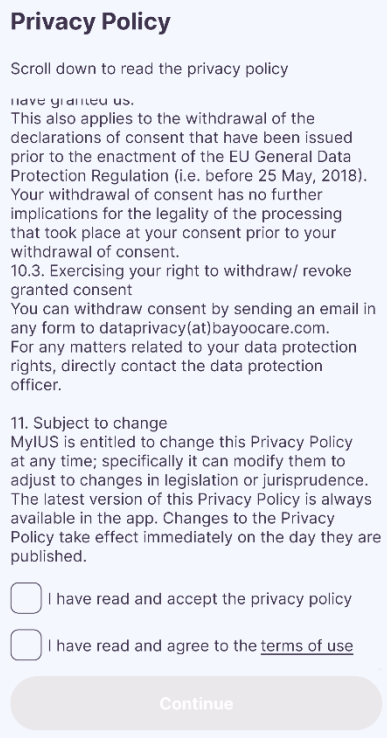 Privacy Policy
Scroll down to read the privacy policy
have granted us.
This also applies to the withdrawal of the
declarations of consent that have been issued
prior to the enactment of the EU General Data
Protection Regulation (i.e. before 25 May, 2018).
Your withdrawal of consent has no further
implications for the legality of the processing
that took place at your consent prior to your
withdrawal of consent.
10.3. Exercising your right to withdraw/ revoke
granted consent
You can withdraw consent by sending an email in
any form to dataprivacy(at)bayoocare.com.
For any matters related to your data protection
rights, directly contact the data protection
officer.
11. Subject to change
MyIUS is entitled to change this Privacy Policy
at any time; specifically it can modify them to
adjust to changes in legislation or jurisprudence.
The latest version of this Privacy Policy is always
available in the app. Changes to the Privacy
Policy take effect immediately on the day they are
published.
I have read and accept the privacy policy
I have read and agree to the terms of use
Continue